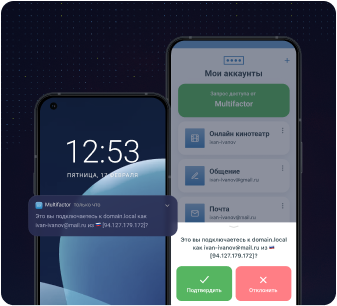 12:53
ПЯТНИЦА, 17 ФЕВРАЛЯ
Multifactor только что
Это вы подключаетесь к domain.local как
ivan-ivanov@mail.ru из [94.127.179.172]?
Мои аккаунты
+
Запрос доступа от
Multifactor
Онлайн кинотеатр
ivan-ivanov
Общение
ivan-ivanov@gmail.ru
Почта
ivan-ivanov@mail.ru
Это вы подключаетесь к domain.local
как ivan-ivanov@mail.ru из
[94.127.179.172]?
Подтвердить
Отклонить